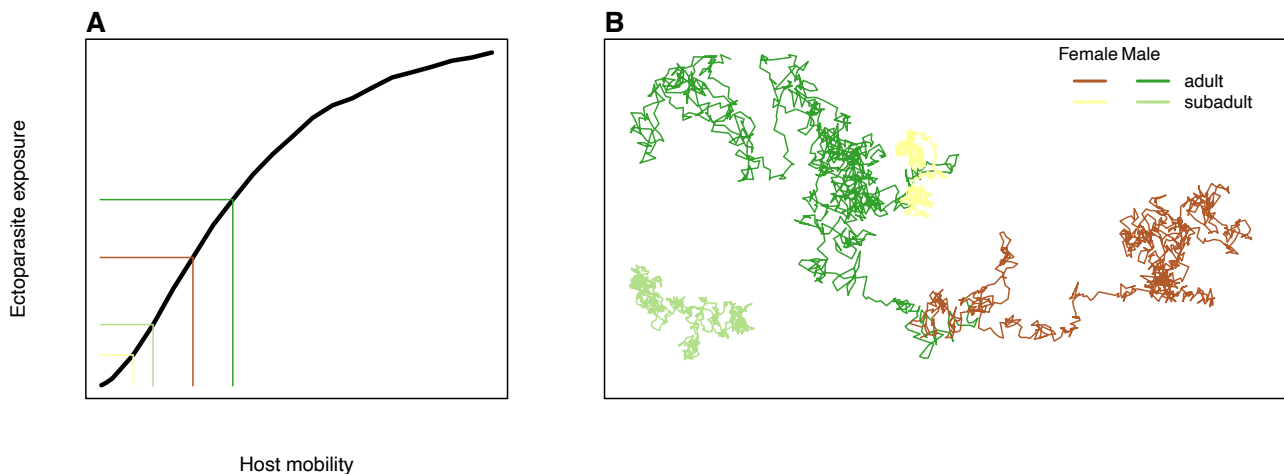 A
Ectoparasite exposure
Host mobility
B
Female Male
adult
subadult